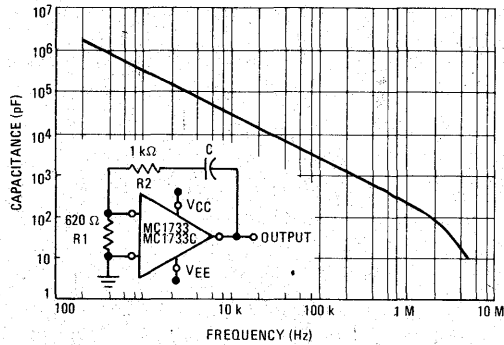 CAPACITANCE (pF)
10⁷
10⁶
10⁵
10⁴
10³
10²
10
1
1 kΩ
R2
C
620 Ω
R1
VCC
MC1733
MC1733C
OUTPUT
VEE
100
10 k
100 k
1 M
10 M
FREQUENCY (Hz)